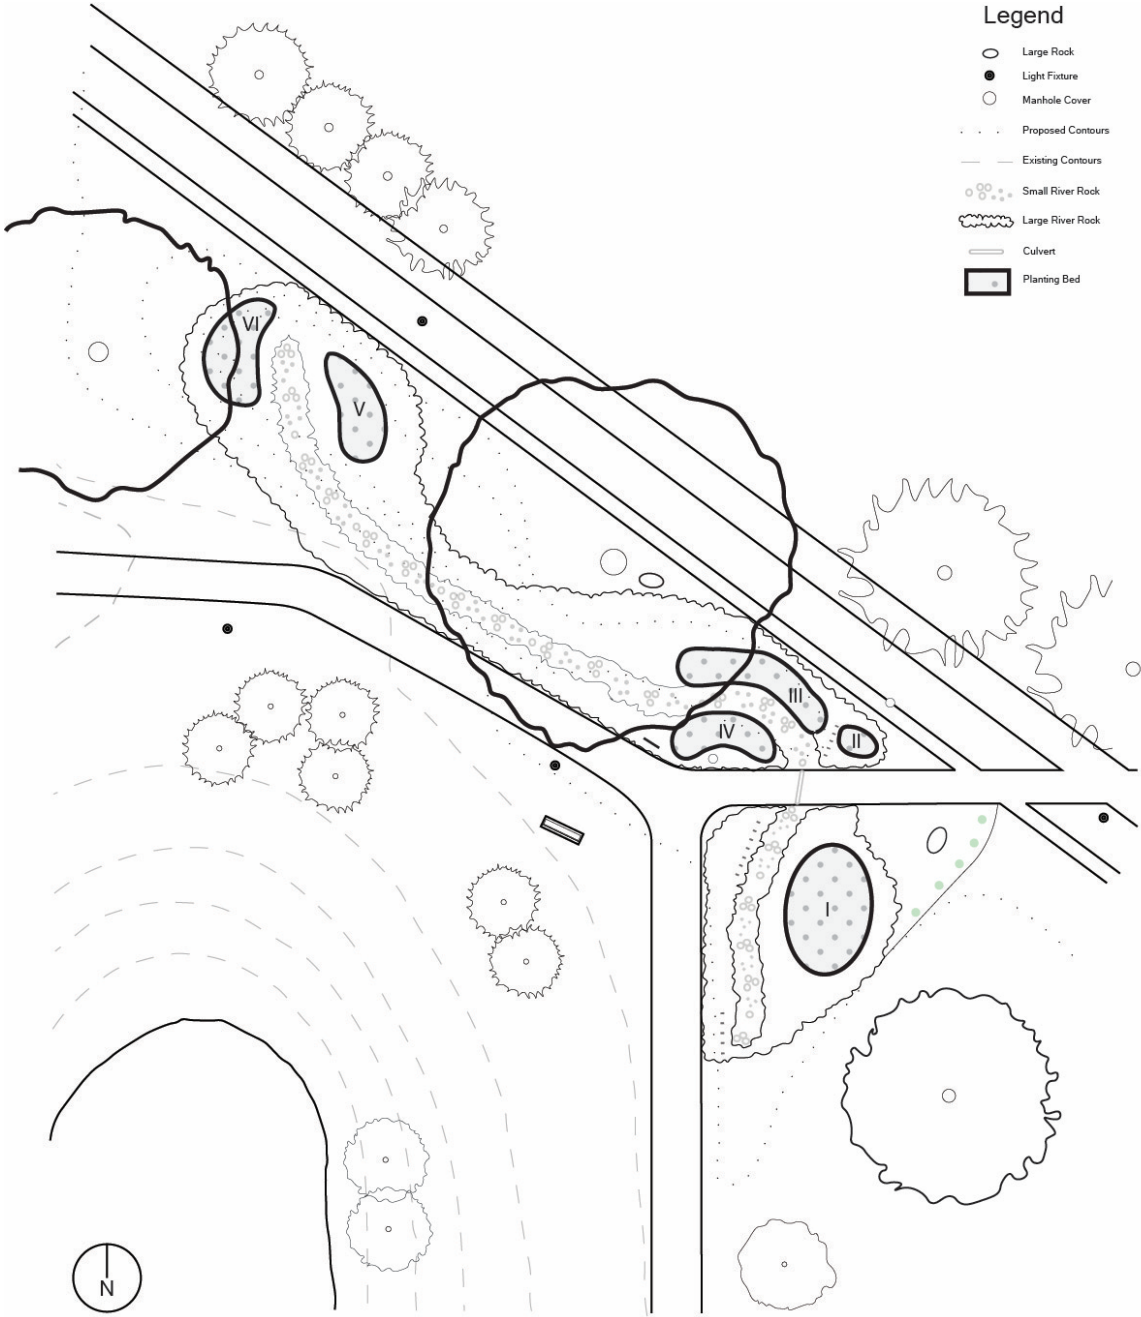 Legend
Large Rock
Light Fixture
Manhole Cover
Proposed Contours
Existing Contours
Small River Rock
Large River Rock
Culvert
Planting Bed
VI
V
III
IV
II
I
N